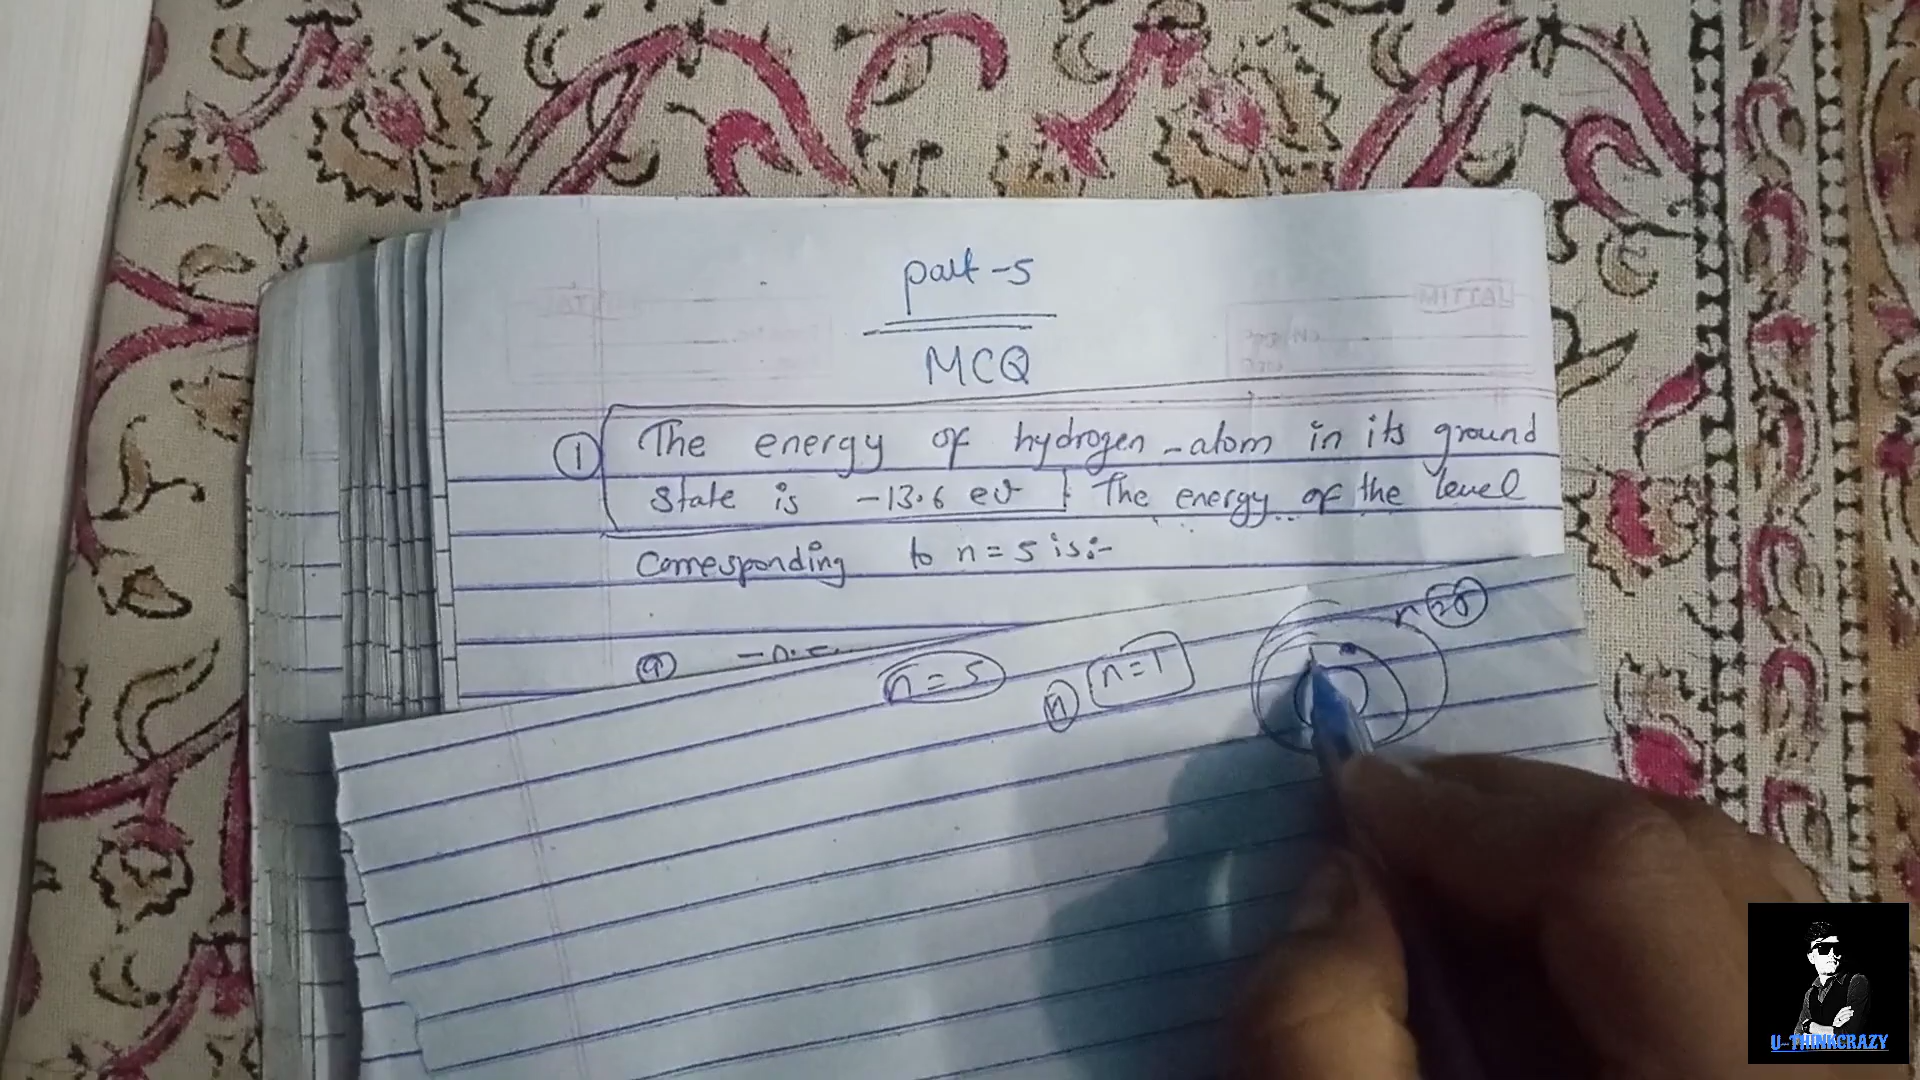 part-5
MCQ
① The energy of hydrogen-atom in its ground
state is -13.6 ev. The energy of the level
corresponding to n=5 is:-
ⓐ
n=5 n n=1
MITTAL
U-THINKCRAZY